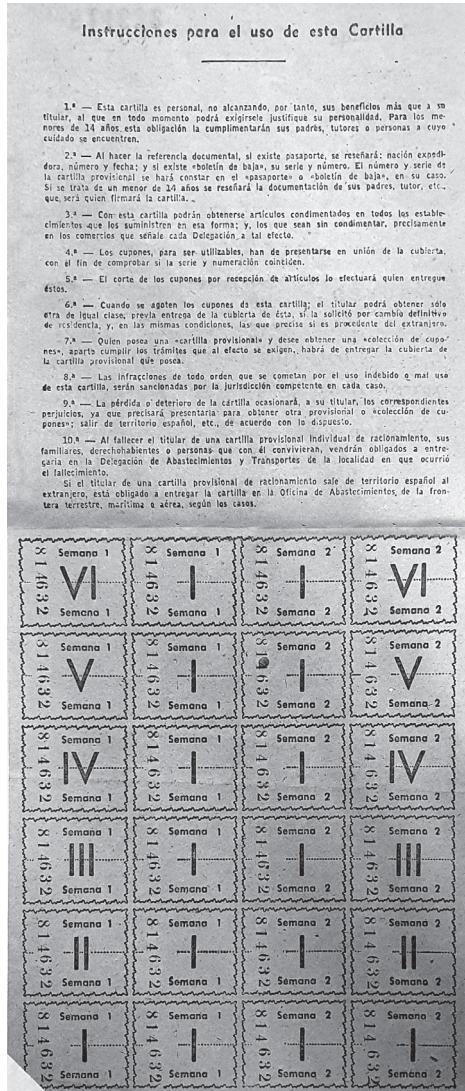 Instrucciones para el uso de esta Cartilla
1.ª — Esta cartilla es personal, no alcanzando, por tanto, sus beneficios más que a su
titular, al que en todo momento podrá exigírsele justifique su personalidad. Para los me-
nores de 14 años esta obligación la cumplimentarán sus padres, tutores o personas a cuyo
cuidado se encuentren.
2.ª — Al hacer la referencia documental, si existe pasaporte, se reseñará: nación expedi-
dora, número y fecha; y si existe «boletín de baja», su serie y número. El número y serie de
la cartilla provisional se hará constar en el «pasaporte» o «boletín de baja», en su caso.
Si se trata de un menor de 14 años se reseñará la documentación de sus padres, tutor, etc.,
que será quien firmará la cartilla.
3.ª — Con esta cartilla podrán obtenerse artículos condimentados en todos los estable-
cimientos que los suministren en esa forma; y, los que sean sin condimentar, precisamente
en los comercios que señale cada Delegación a tal efecto.
4.ª — Los cupones, para ser utilizables, han de presentarse en unión de la cubierta,
con el fin de comprobar si la serie y numeración coinciden.
5.ª — El corte de los cupones por recepción de artículos lo efectuará quien entregue
éstos.
6.ª — Cuando se agoten los cupones de esta cartilla; el titular podrá obtener sólo
otra de igual clase, previa entrega de la cubierta de ésta, si la solicitó por cambio definitivo
de residencia, y, en las mismas condiciones, las que precise si es procedente del extranjero.
7.ª — Quien posea una «cartilla provisional» y desee obtener una «colección de cupo-
nes», aparte cumplir los trámites que al efecto se exigen, habrá de entregar la cubierta de
la cartilla provisional que posea.
8.ª — Las infracciones de todo orden que se cometan por el uso indebido o mal uso
de esta cartilla, serán sancionadas por la jurisdicción competente en cada caso.
9.ª — La pérdida o deterioro de la cartilla ocasionará, a su titular, los correspondientes
perjuicios, ya que precisará presentarla para obtener otra provisional o «colección de cu-
pones»; salir de territorio español, etc., de acuerdo con lo dispuesto.
10.ª — Al fallecer el titular de una cartilla provisional individual de racionamiento, sus
familiares, derechohabientes o personas que con él convivieran, vendrán obligados a entre-
garla en la Delegación de Abastecimientos y Transportes de la localidad en que ocurrió
el fallecimiento.
Si el titular de una cartilla provisional de racionamiento sale de territorio español al
extranjero, está obligado a entregar la cartilla en la Oficina de Abastecimientos, de la fron-
tera terrestre, marítima o aérea, según los casos.
814632 Semana 1 814632 Semana 1 814632 Semana 2 814632 Semana 2
VI I I VI
Semana 1 Semana 1 Semana 2 Semana 2
814632 Semana 1 814632 Semana 1 814632 Semana 2 814632 Semana 2
V I I V
Semana 1 Semana 1 Semana 2 Semana 2
814632 Semana 1 814632 Semana 1 814632 Semana 2 814632 Semana 2
IV I I IV
Semana 1 Semana 1 Semana 2 Semana 2
814632 Semana 1 814632 Semana 1 814632 Semana 2 814632 Semana 2
III I I III
Semana 1 Semana 1 Semana 2 Semana 2
814632 Semana 1 814632 Semana 1 814632 Semana 2 814632 Semana 2
II I I II
Semana 1 Semana 1 Semana 2 Semana 2
814632 Semana 1 814632 Semana 1 814632 Semana 2 814632 Semana 2
I I I I
Semana 1 Semana 1 Semana 2 Semana 2